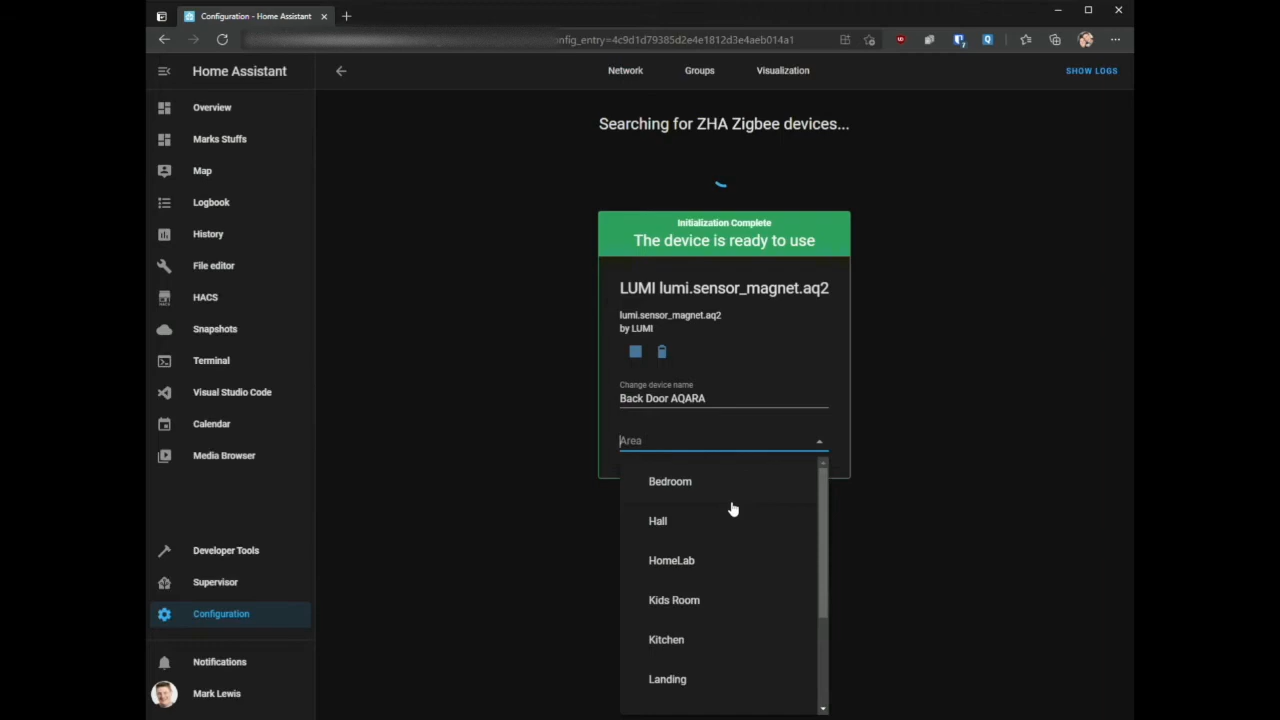 Configuration - Home Assistant
nfig_entry=4c9d1d79385d2e4e1812d3e4aeb014a1
Home Assistant
Network
Groups
Visualization
SHOW LOGS
Overview
Marks Stuffs
Map
Logbook
History
File editor
HACS
Snapshots
Terminal
Visual Studio Code
Calendar
Media Browser
Developer Tools
Supervisor
Configuration
Notifications
Mark Lewis
Searching for ZHA Zigbee devices...
Initialization Complete
The device is ready to use
LUMI lumi.sensor_magnet.aq2
lumi.sensor_magnet.aq2
by LUMI
Change device name
Back Door AQARA
Area
Bedroom
Hall
HomeLab
Kids Room
Kitchen
Landing